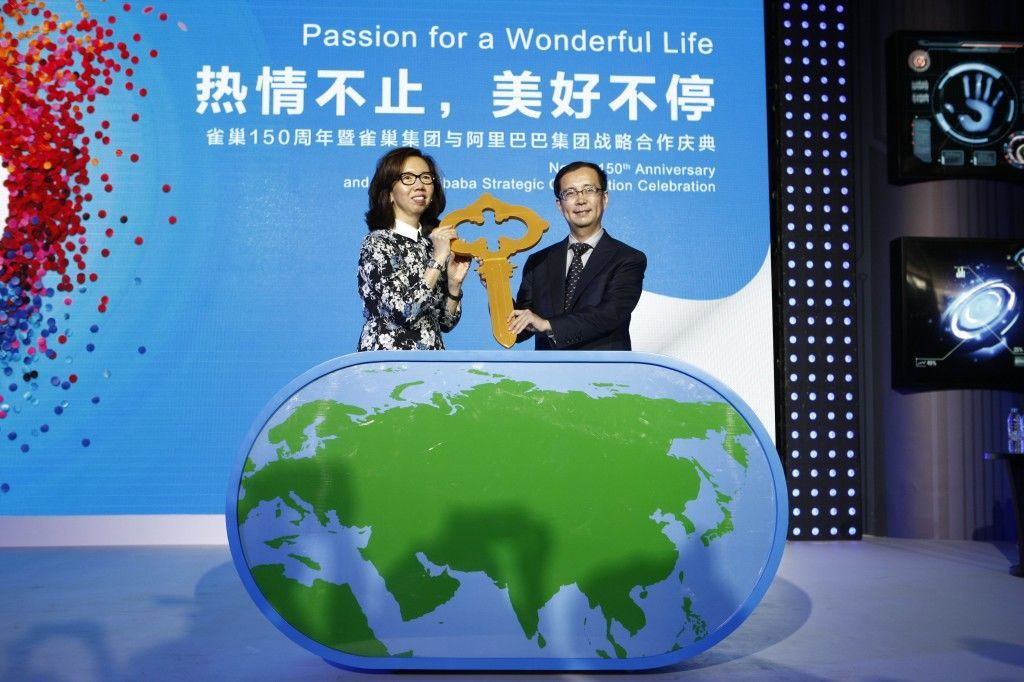 Passion for a Wonderful Life
热情不止，美好不停
雀巢150周年暨雀巢集团与阿里巴巴集团战略合作庆典
150th Anniversary
and Strategic Celebration